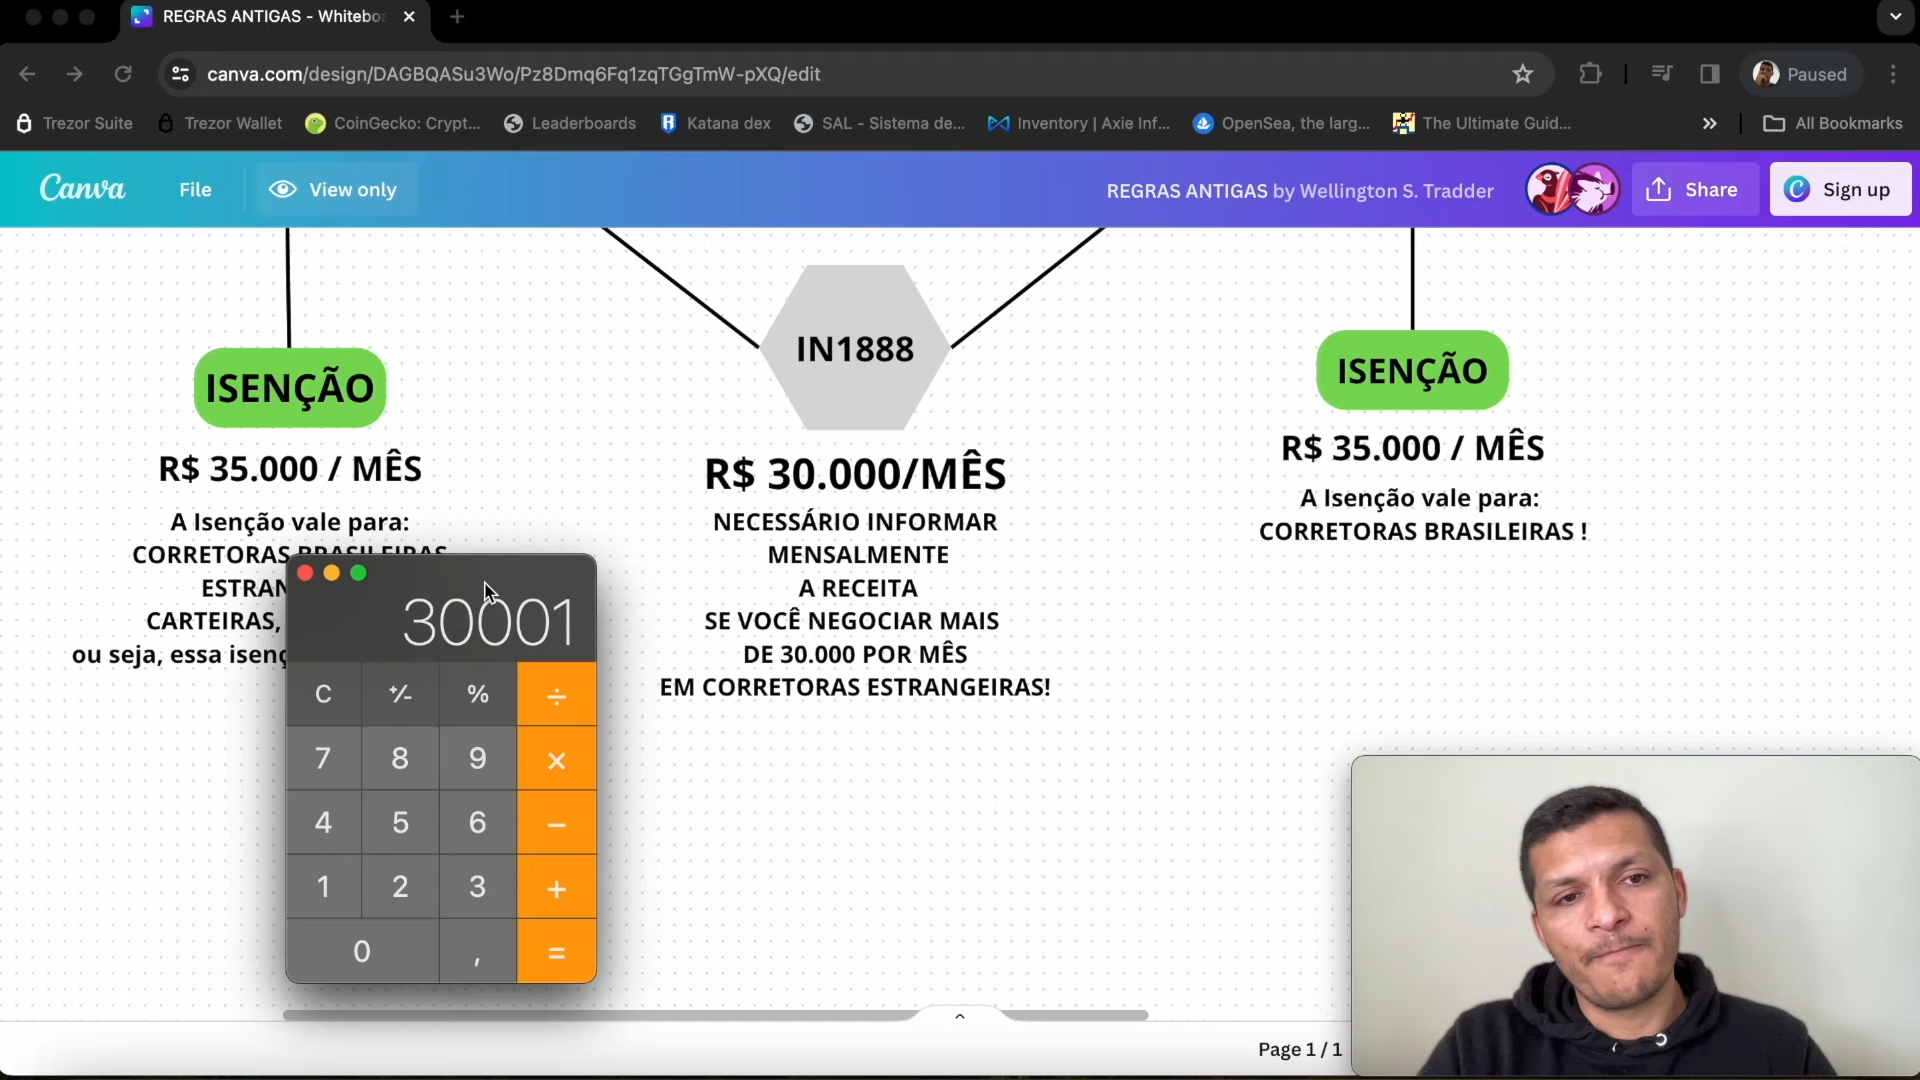 REGRAS ANTIGAS - Whitebo
canva.com/design/DAGBQASu3Wo/Pz8Dmq6Fq1zqTGgTmW-pXQ/edit
Paused
Trezor Suite
Trezor Wallet
CoinGecko: Crypt...
Leaderboards
Katana dex
SAL - Sistema de...
Inventory | Axie Inf...
OpenSea, the larg...
The Ultimate Guid...
All Bookmarks
Canva
File
View only
REGRAS ANTIGAS by Wellington S. Tradder
Share
Sign up
ISENÇÃO
R$ 35.000 / MÊS
A Isenção vale para:
CORRETORAS BRASILEIRAS
ESTRAN
CARTEIRAS,
ou seja, essa isenç
IN1888
R$ 30.000/MÊS
NECESSÁRIO INFORMAR
MENSALMENTE
A RECEITA
SE VOCÊ NEGOCIAR MAIS
DE 30.000 POR MÊS
EM CORRETORAS ESTRANGEIRAS!
ISENÇÃO
R$ 35.000 / MÊS
A Isenção vale para:
CORRETORAS BRASILEIRAS !
30001
C +/- % ÷
7 8 9 ×
4 5 6 −
1 2 3 +
0 , =
Page 1 / 1